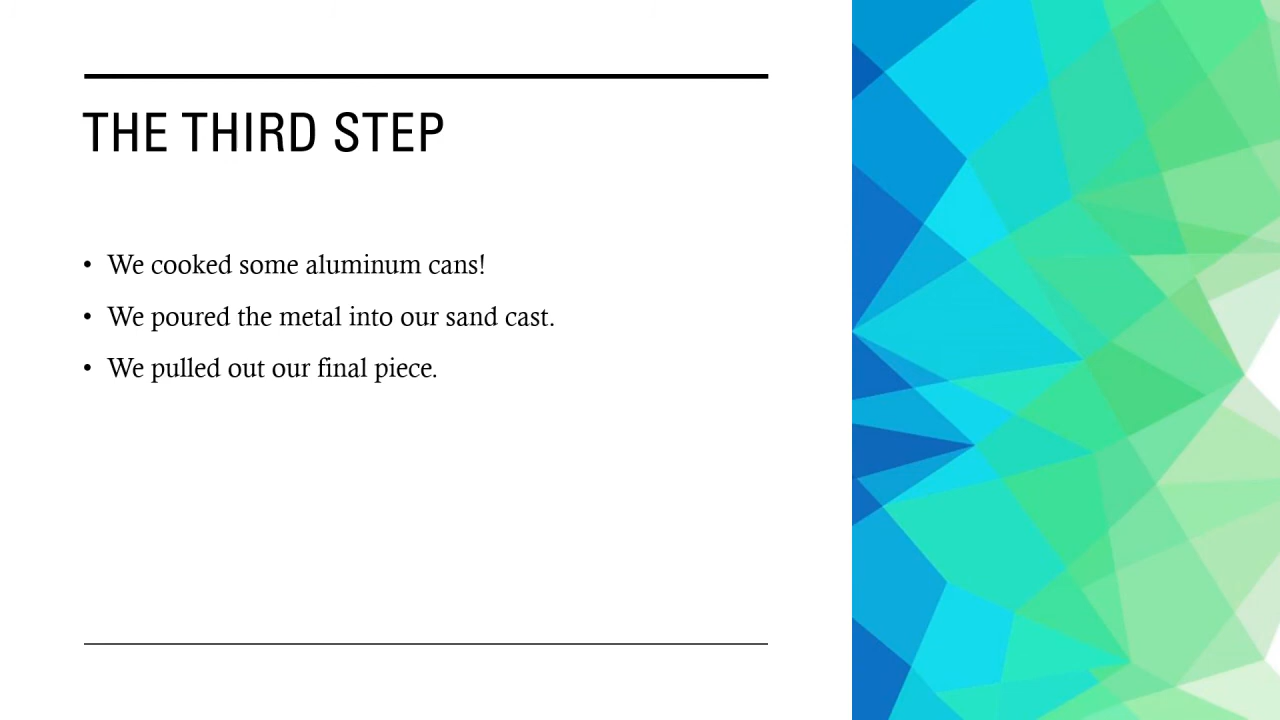 THE THIRD STEP
• We cooked some aluminum cans!
• We poured the metal into our sand cast.
• We pulled out our final piece.